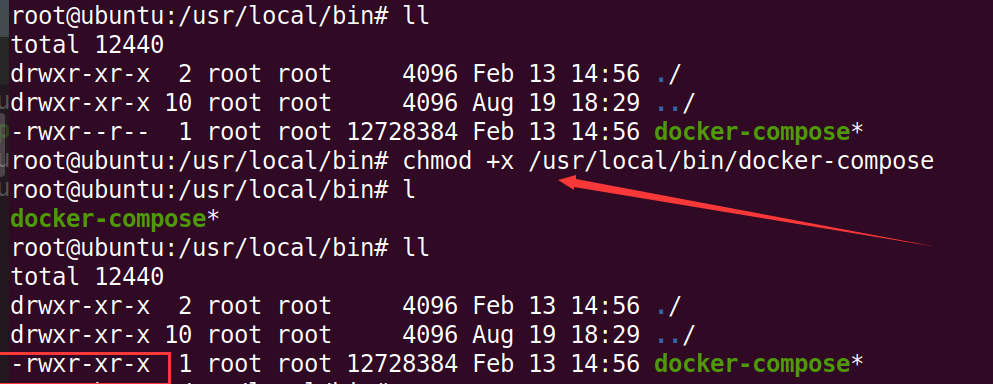 root@ubuntu:/usr/local/bin# ll
total 12440
drwxr-xr-x  2 root root     4096 Feb 13 14:56 ./
drwxr-xr-x 10 root root     4096 Aug 19 18:29 ../
-rwxr--r--  1 root root 12728384 Feb 13 14:56 docker-compose*
root@ubuntu:/usr/local/bin# chmod +x /usr/local/bin/docker-compose
root@ubuntu:/usr/local/bin# l
docker-compose*
root@ubuntu:/usr/local/bin# ll
total 12440
drwxr-xr-x  2 root root     4096 Feb 13 14:56 ./
drwxr-xr-x 10 root root     4096 Aug 19 18:29 ../
-rwxr-xr-x  1 root root 12728384 Feb 13 14:56 docker-compose*